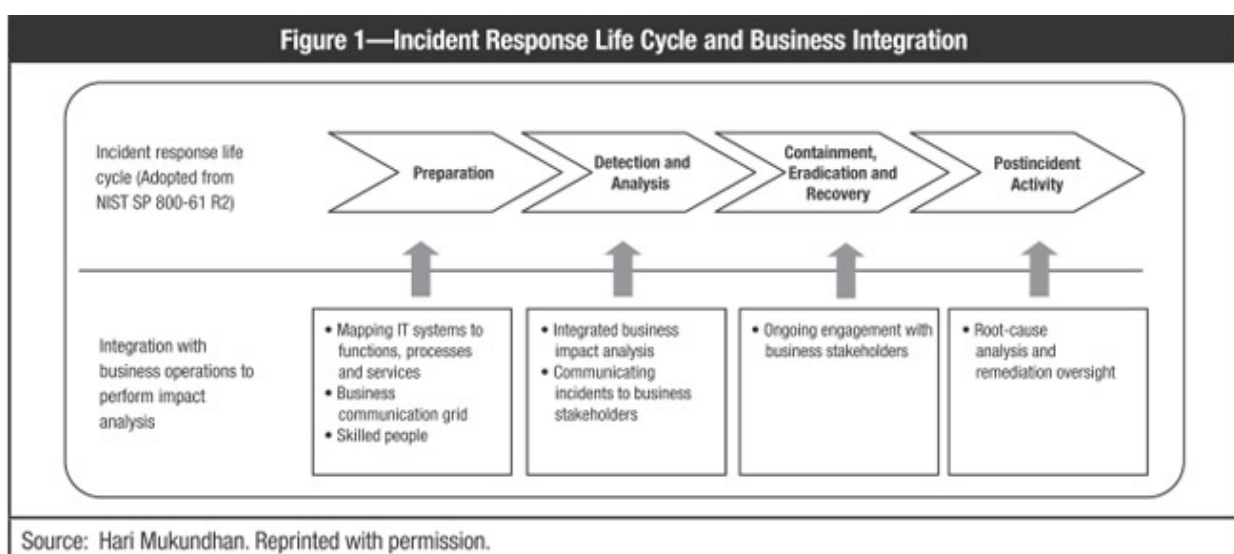 Figure 1—Incident Response Life Cycle and Business Integration
Incident response life
cycle (Adopted from
NIST SP 800-61 R2)
Preparation
Detection and
Analysis
Containment,
Eradication and
Recovery
Postincident
Activity
Integration with
business operations to
perform impact
analysis
• Mapping IT systems to
functions, processes
and services
• Business
communication grid
• Skilled people
• Integrated business
impact analysis
• Communicating
incidents to business
stakeholders
• Ongoing engagement with
business stakeholders
• Root-cause
analysis and
remediation oversight
Source: Hari Mukundhan. Reprinted with permission.